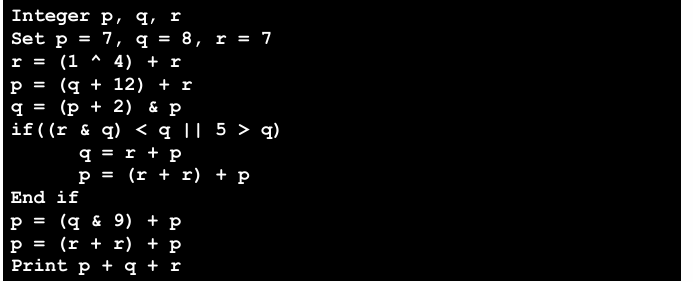 Integer p, q, r
Set p = 7, q = 8, r = 7
r = (1 ^ 4) + r
p = (q + 12) + r
q = (p + 2) & p
if((r & q) < q || 5 > q)
q = r + p
p = (r + r) + p
End if
p = (q & 9) + p
p = (r + r) + p
Print p + q + r